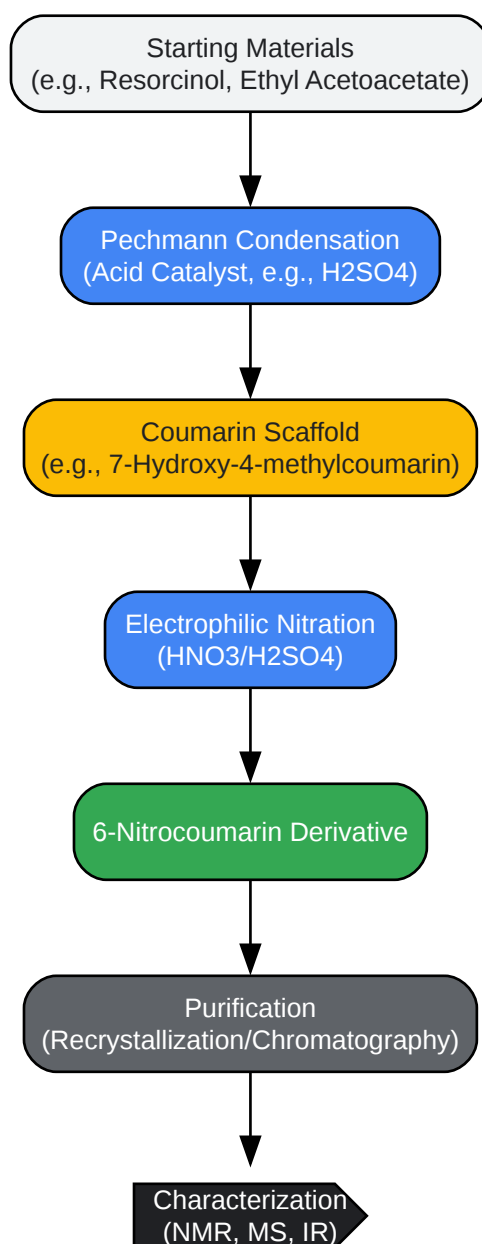 Starting Materials
(e.g., Resorcinol, Ethyl Acetoacetate)
Pechmann Condensation
(Acid Catalyst, e.g., H2SO4)
Coumarin Scaffold
(e.g., 7-Hydroxy-4-methylcoumarin)
Electrophilic Nitration
(HNO3/H2SO4)
6-Nitrocoumarin Derivative
Purification
(Recrystallization/Chromatography)
Characterization
(NMR, MS, IR)